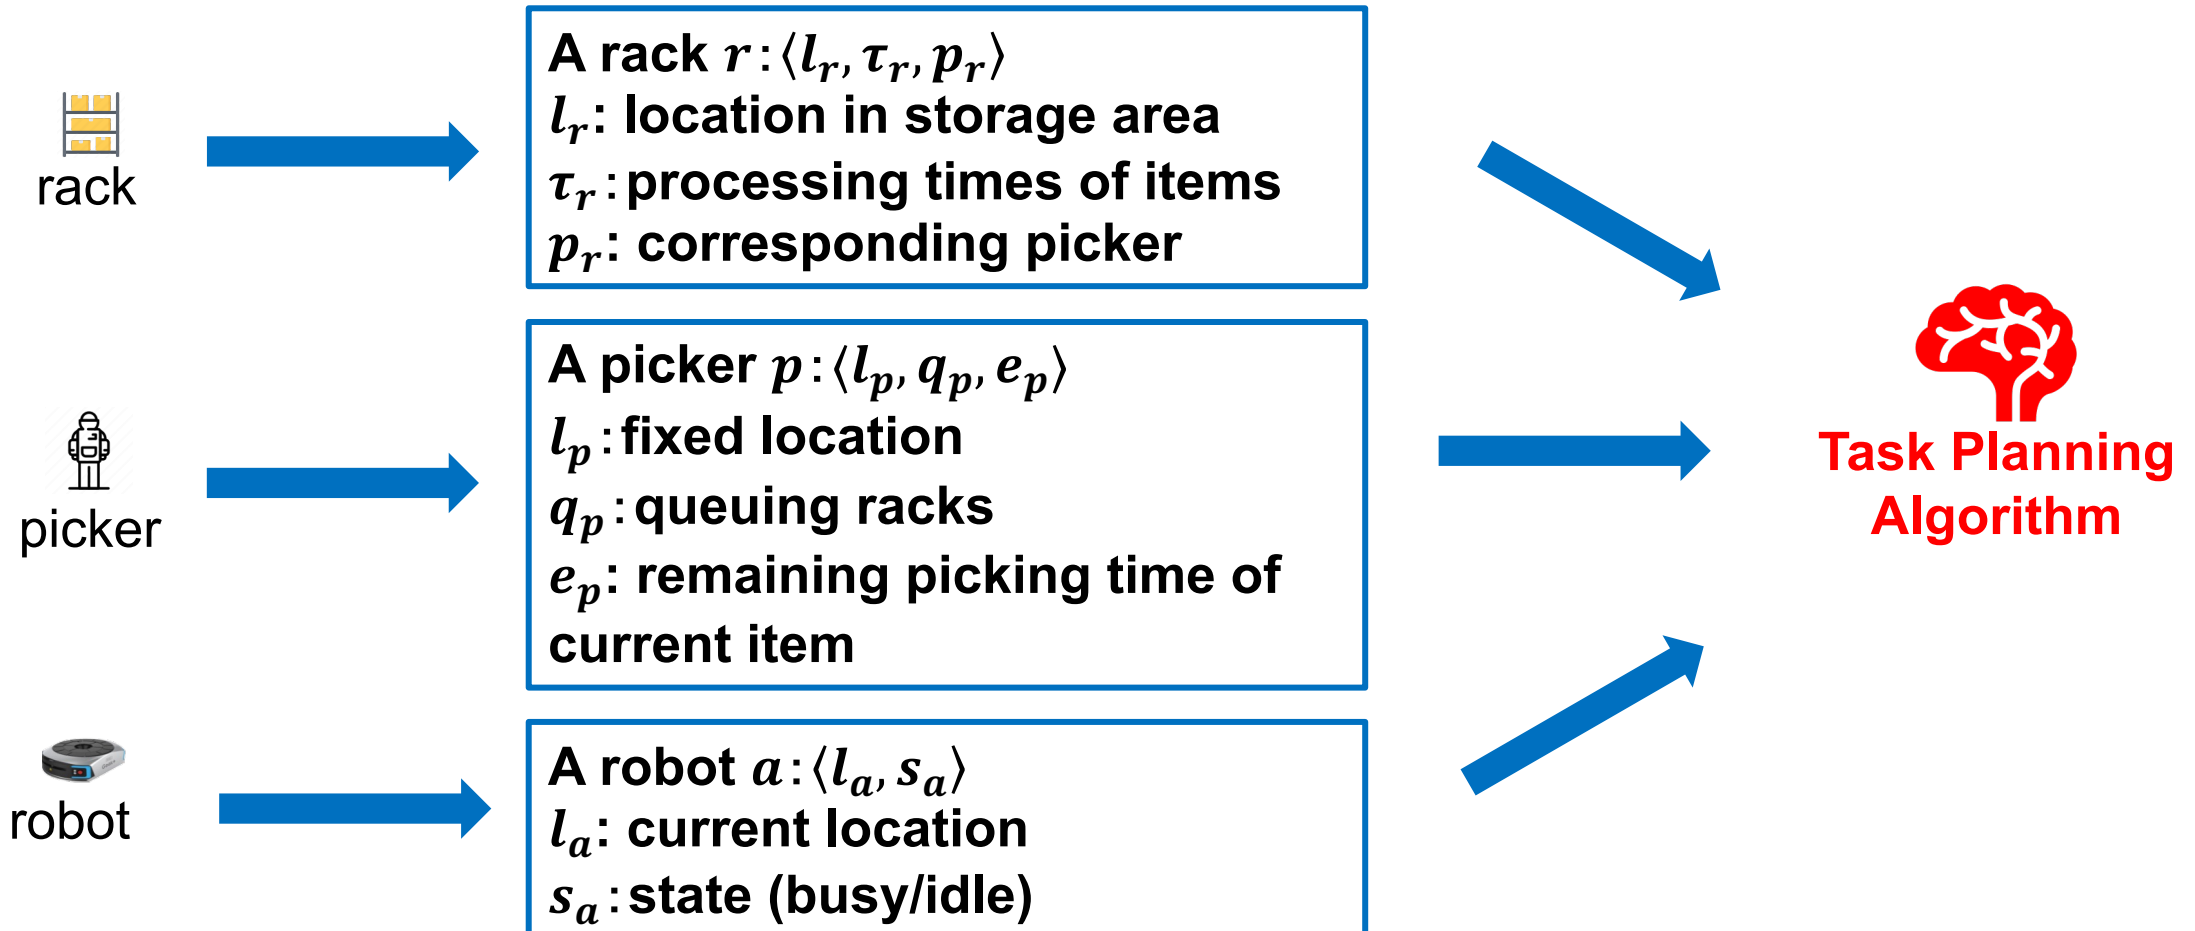 rack
A rack r:⟨l_r, τ_r, p_r⟩
l_r: location in storage area
τ_r: processing times of items
p_r: corresponding picker
picker
A picker p:⟨l_p, q_p, e_p⟩
l_p: fixed location
q_p: queuing racks
e_p: remaining picking time of
current item
robot
A robot a:⟨l_a, s_a⟩
l_a: current location
s_a: state (busy/idle)
Task Planning
Algorithm